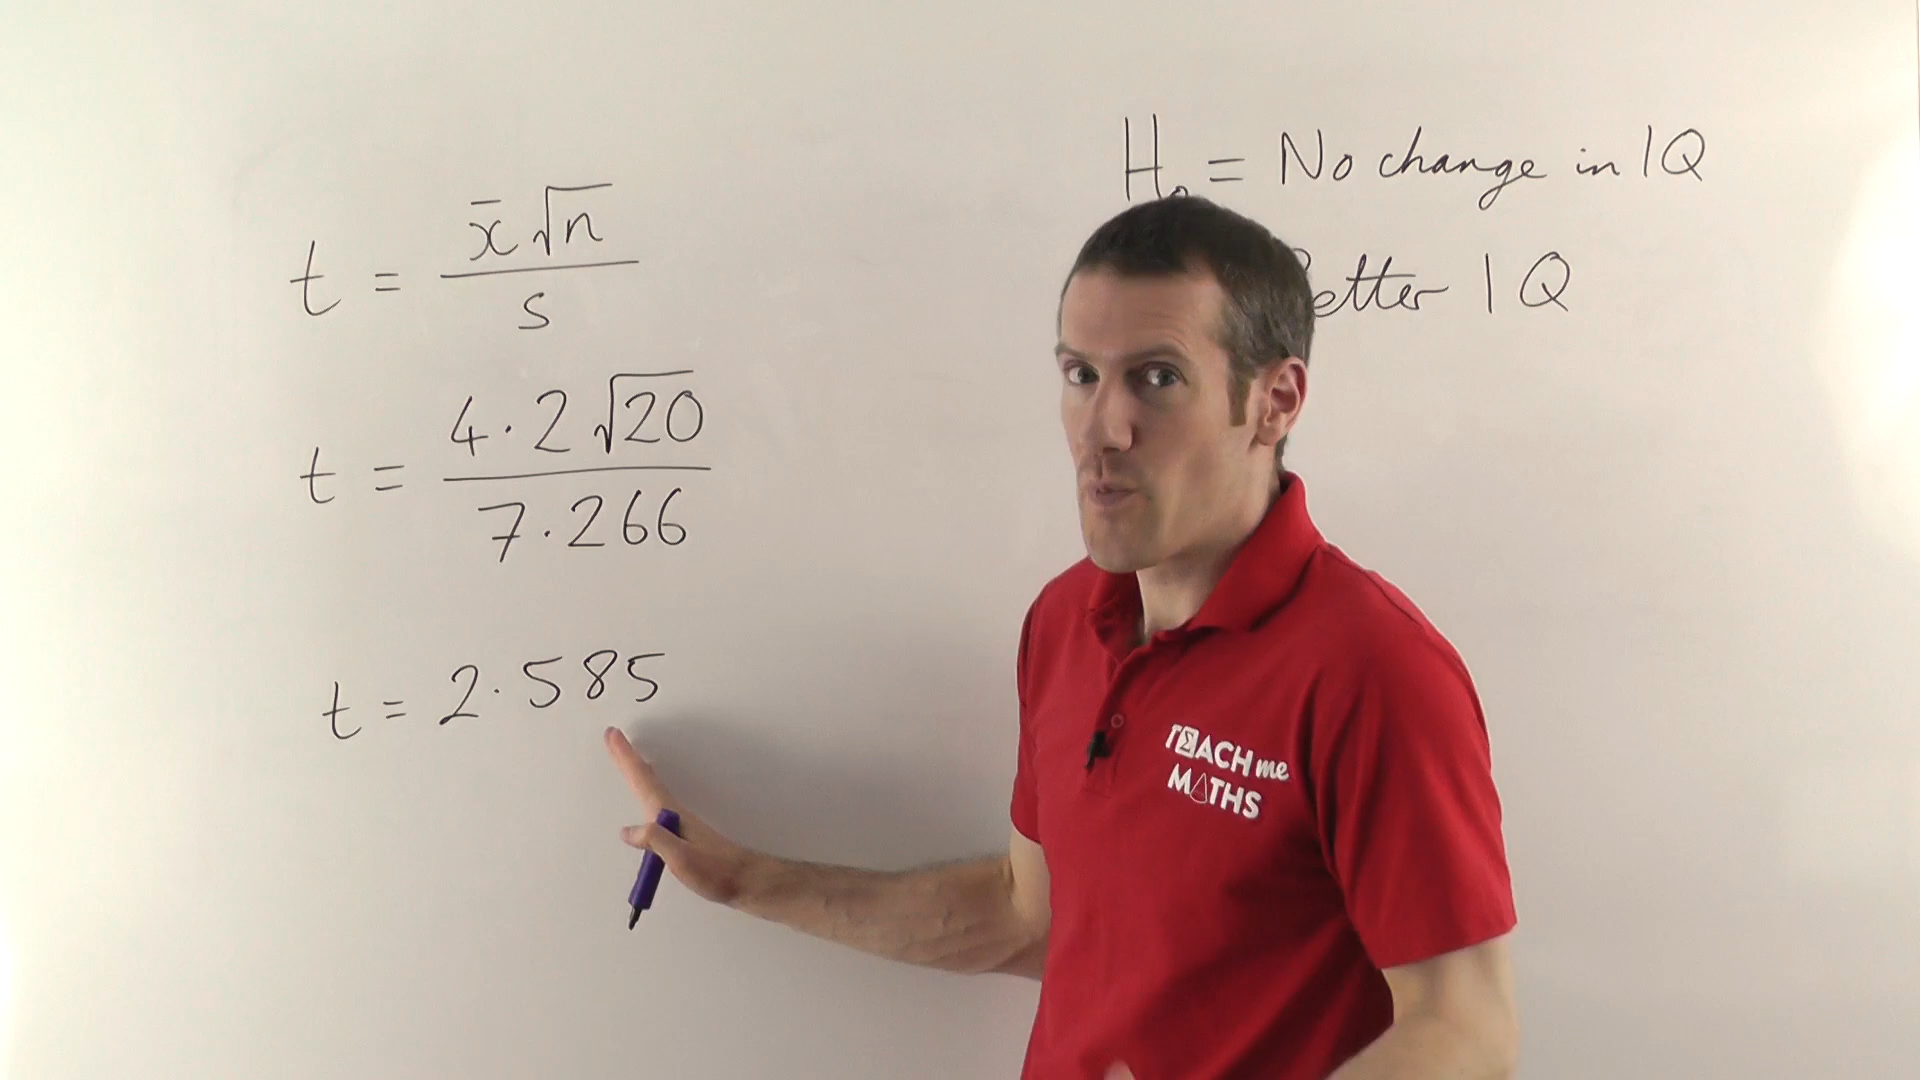 H₀ = No change in IQ
Better IQ
t = x̄√n / s
t = 4·2√20 / 7·266
t = 2·585
TEACH me
MATHS